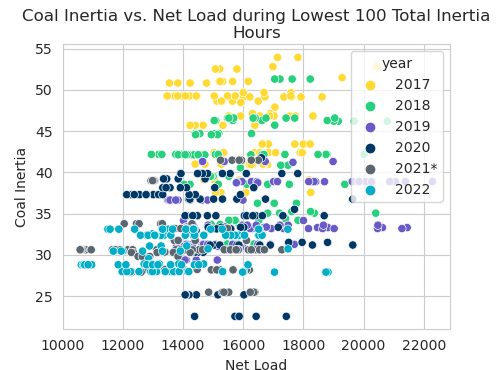 Coal Inertia vs. Net Load during Lowest 100 Total Inertia
Hours
Coal Inertia
55
50
45
40
35
30
25
year
2017
2018
2019
2020
2021*
2022
10000 12000 14000 16000 18000 20000 22000
Net Load